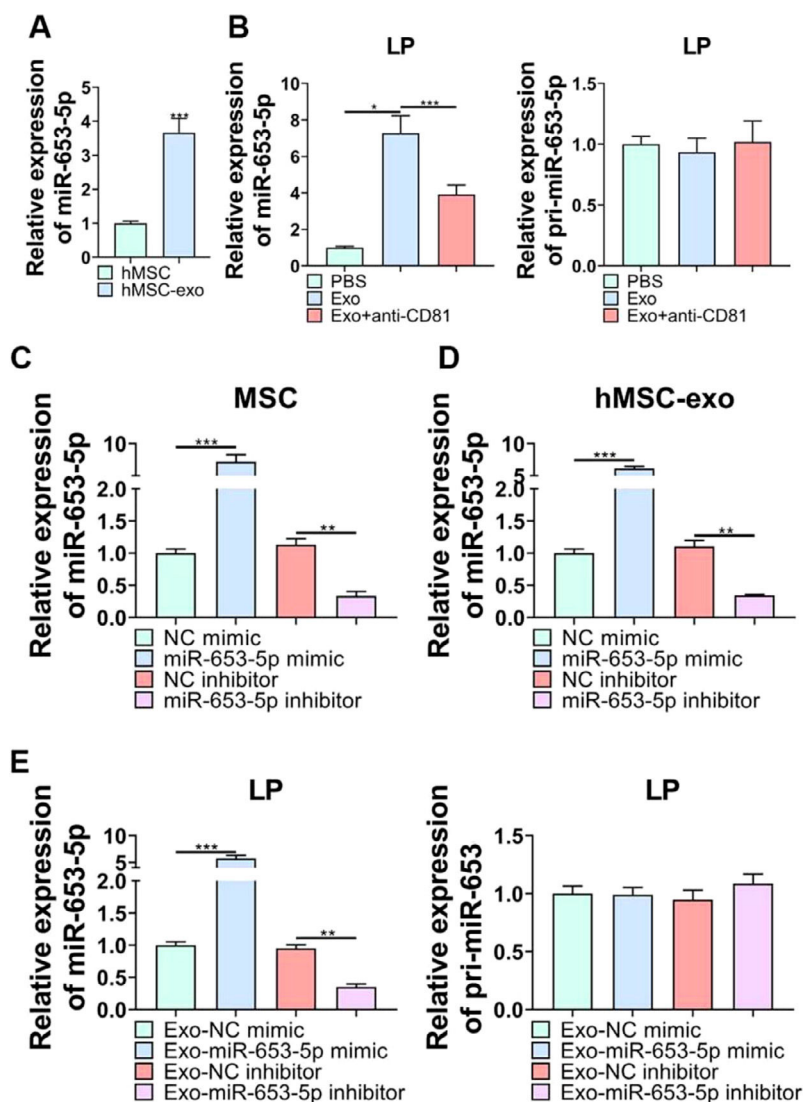 A
Relative expression
of miR-653-5p
5
4
3
2
1
0
***
hMSC
hMSC-exo
B
LP
Relative expression
of miR-653-5p
10
8
6
4
2
0
*
***
PBS
Exo
Exo+anti-CD81
LP
Relative expression
of pri-miR-653-5p
1.5
1.0
0.5
0.0
PBS
Exo
Exo+anti-CD81
C
MSC
Relative expression
of miR-653-5p
10
5
2.0
1.5
1.0
0.5
0.0
***
**
NC mimic
miR-653-5p mimic
NC inhibitor
miR-653-5p inhibitor
D
hMSC-exo
Relative expression
of miR-653-5p
10
5
2.0
1.5
1.0
0.5
0.0
***
**
NC mimic
miR-653-5p mimic
NC inhibitor
miR-653-5p inhibitor
E
LP
Relative expression
of miR-653-5p
10
5
2.0
1.5
1.0
0.5
0.0
***
**
Exo-NC mimic
Exo-miR-653-5p mimic
Exo-NC inhibitor
Exo-miR-653-5p inhibitor
LP
Relative expression
of pri-miR-653
1.5
1.0
0.5
0.0
Exo-NC mimic
Exo-miR-653-5p mimic
Exo-NC inhibitor
Exo-miR-653-5p inhibitor